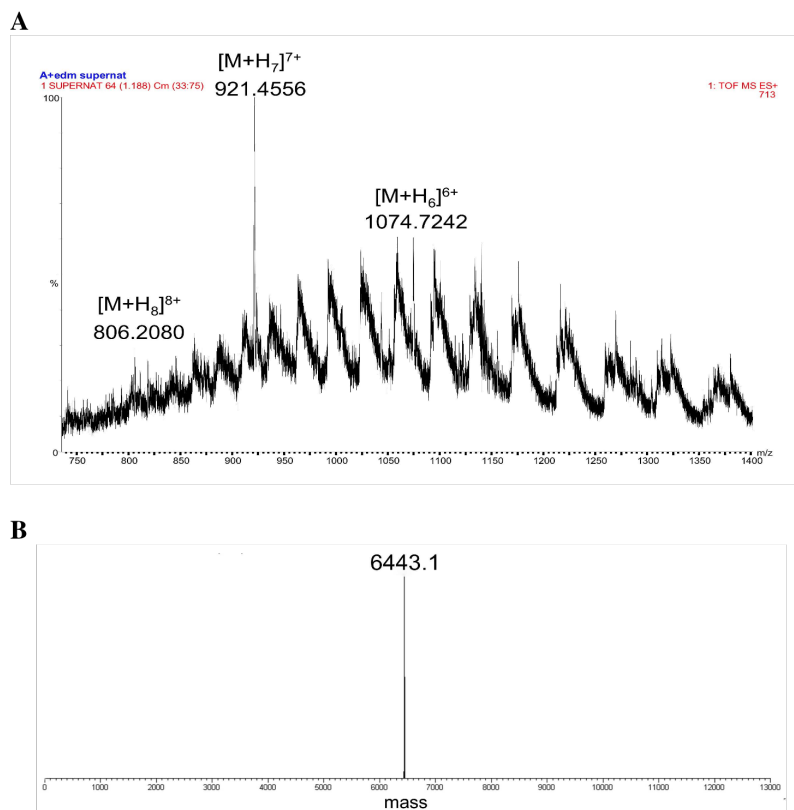 A
[M+H₇]⁷⁺
A+edm supernat
1 SUPERNAT 64 (1.188) Cm (33:75)
921.4556
1: TOF MS ES+
713
100
[M+H₆]⁶⁺
1074.7242
%
[M+H₈]⁸⁺
806.2080
0
750 800 850 900 950 1000 1050 1100 1150 1200 1250 1300 1350 1400 m/z
B
6443.1
0 1000 2000 3000 4000 5000 6000 7000 8000 9000 10000 11000 12000 13000
mass